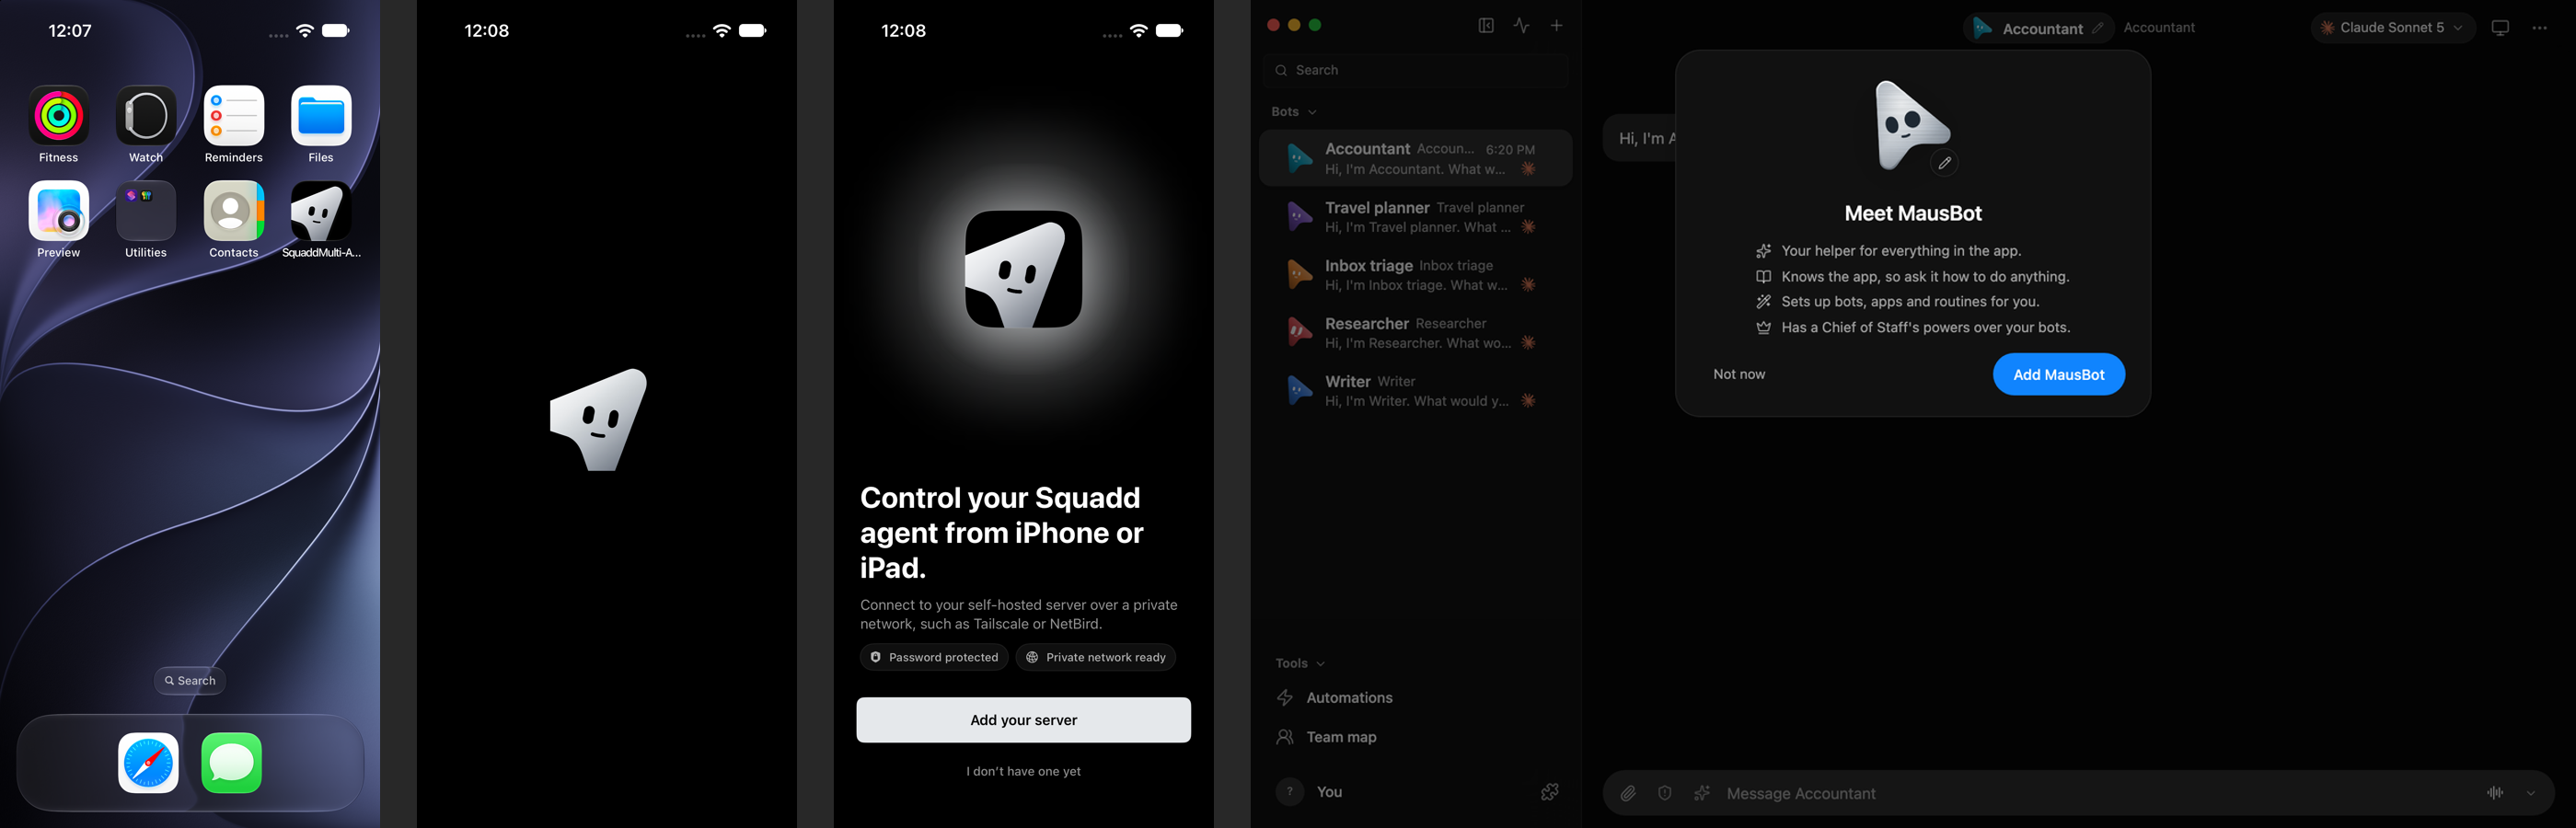 12:07
Fitness
Watch
Reminders
Files
Preview
Utilities
Contacts
SquaddMulti-A...
Search
12:08
12:08
Control your Squadd
agent from iPhone or
iPad.
Connect to your self-hosted server over a private
network, such as Tailscale or NetBird.
Password protected
Private network ready
Add your server
I don't have one yet
Search
Bots
Accountant Accoun... 6:20 PM
Hi, I'm Accountant. What w...
Travel planner Travel planner
Hi, I'm Travel planner. What ...
Inbox triage Inbox triage
Hi, I'm Inbox triage. What w...
Researcher Researcher
Hi, I'm Researcher. What wo...
Writer Writer
Hi, I'm Writer. What would y...
Tools
Automations
Team map
? You
Accountant Accountant
Claude Sonnet 5
Hi, I'm A
Meet MausBot
Your helper for everything in the app.
Knows the app, so ask it how to do anything.
Sets up bots, apps and routines for you.
Has a Chief of Staff's powers over your bots.
Not now
Add MausBot
Message Accountant